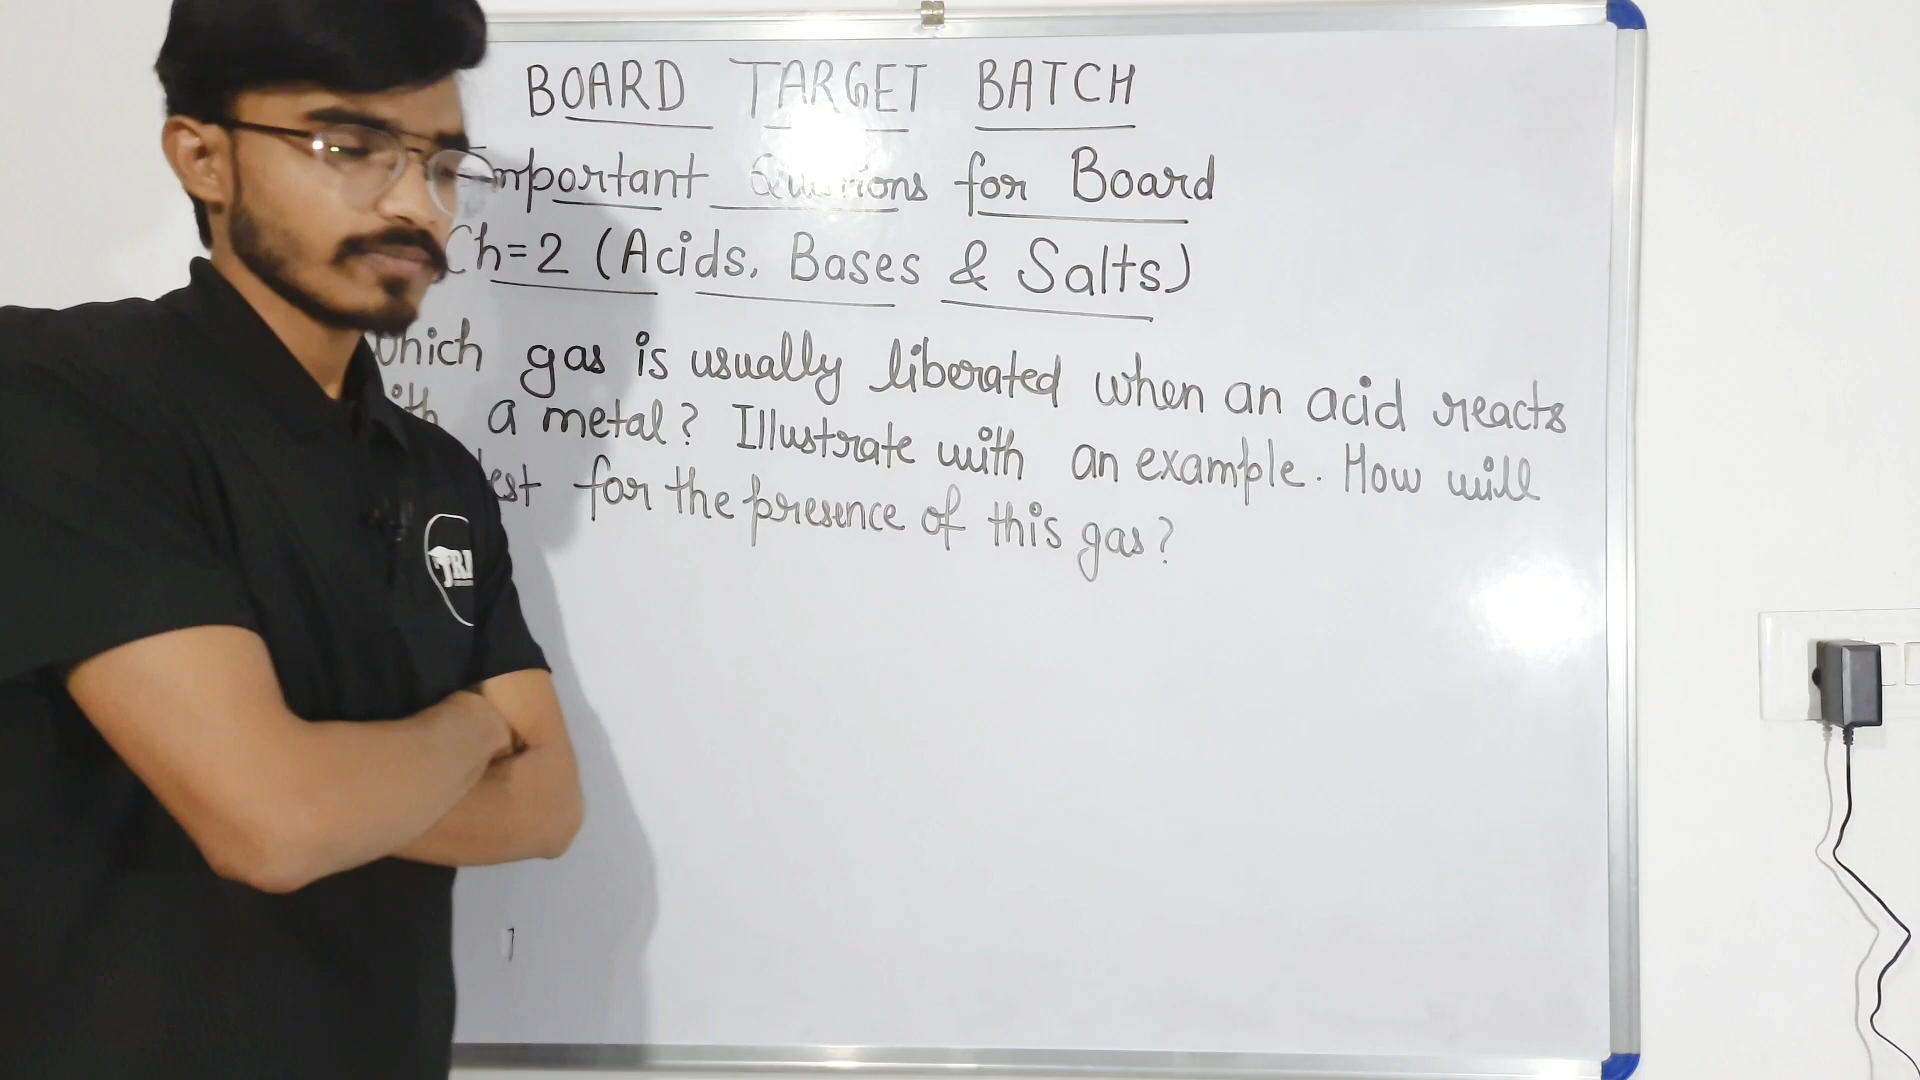 BOARD TARGET BATCH
Important Questions for Board
Ch=2 (Acids, Bases & Salts)
Which gas is usually liberated when an acid reacts
with a metal? Illustrate with an example. How will
test for the presence of this gas?